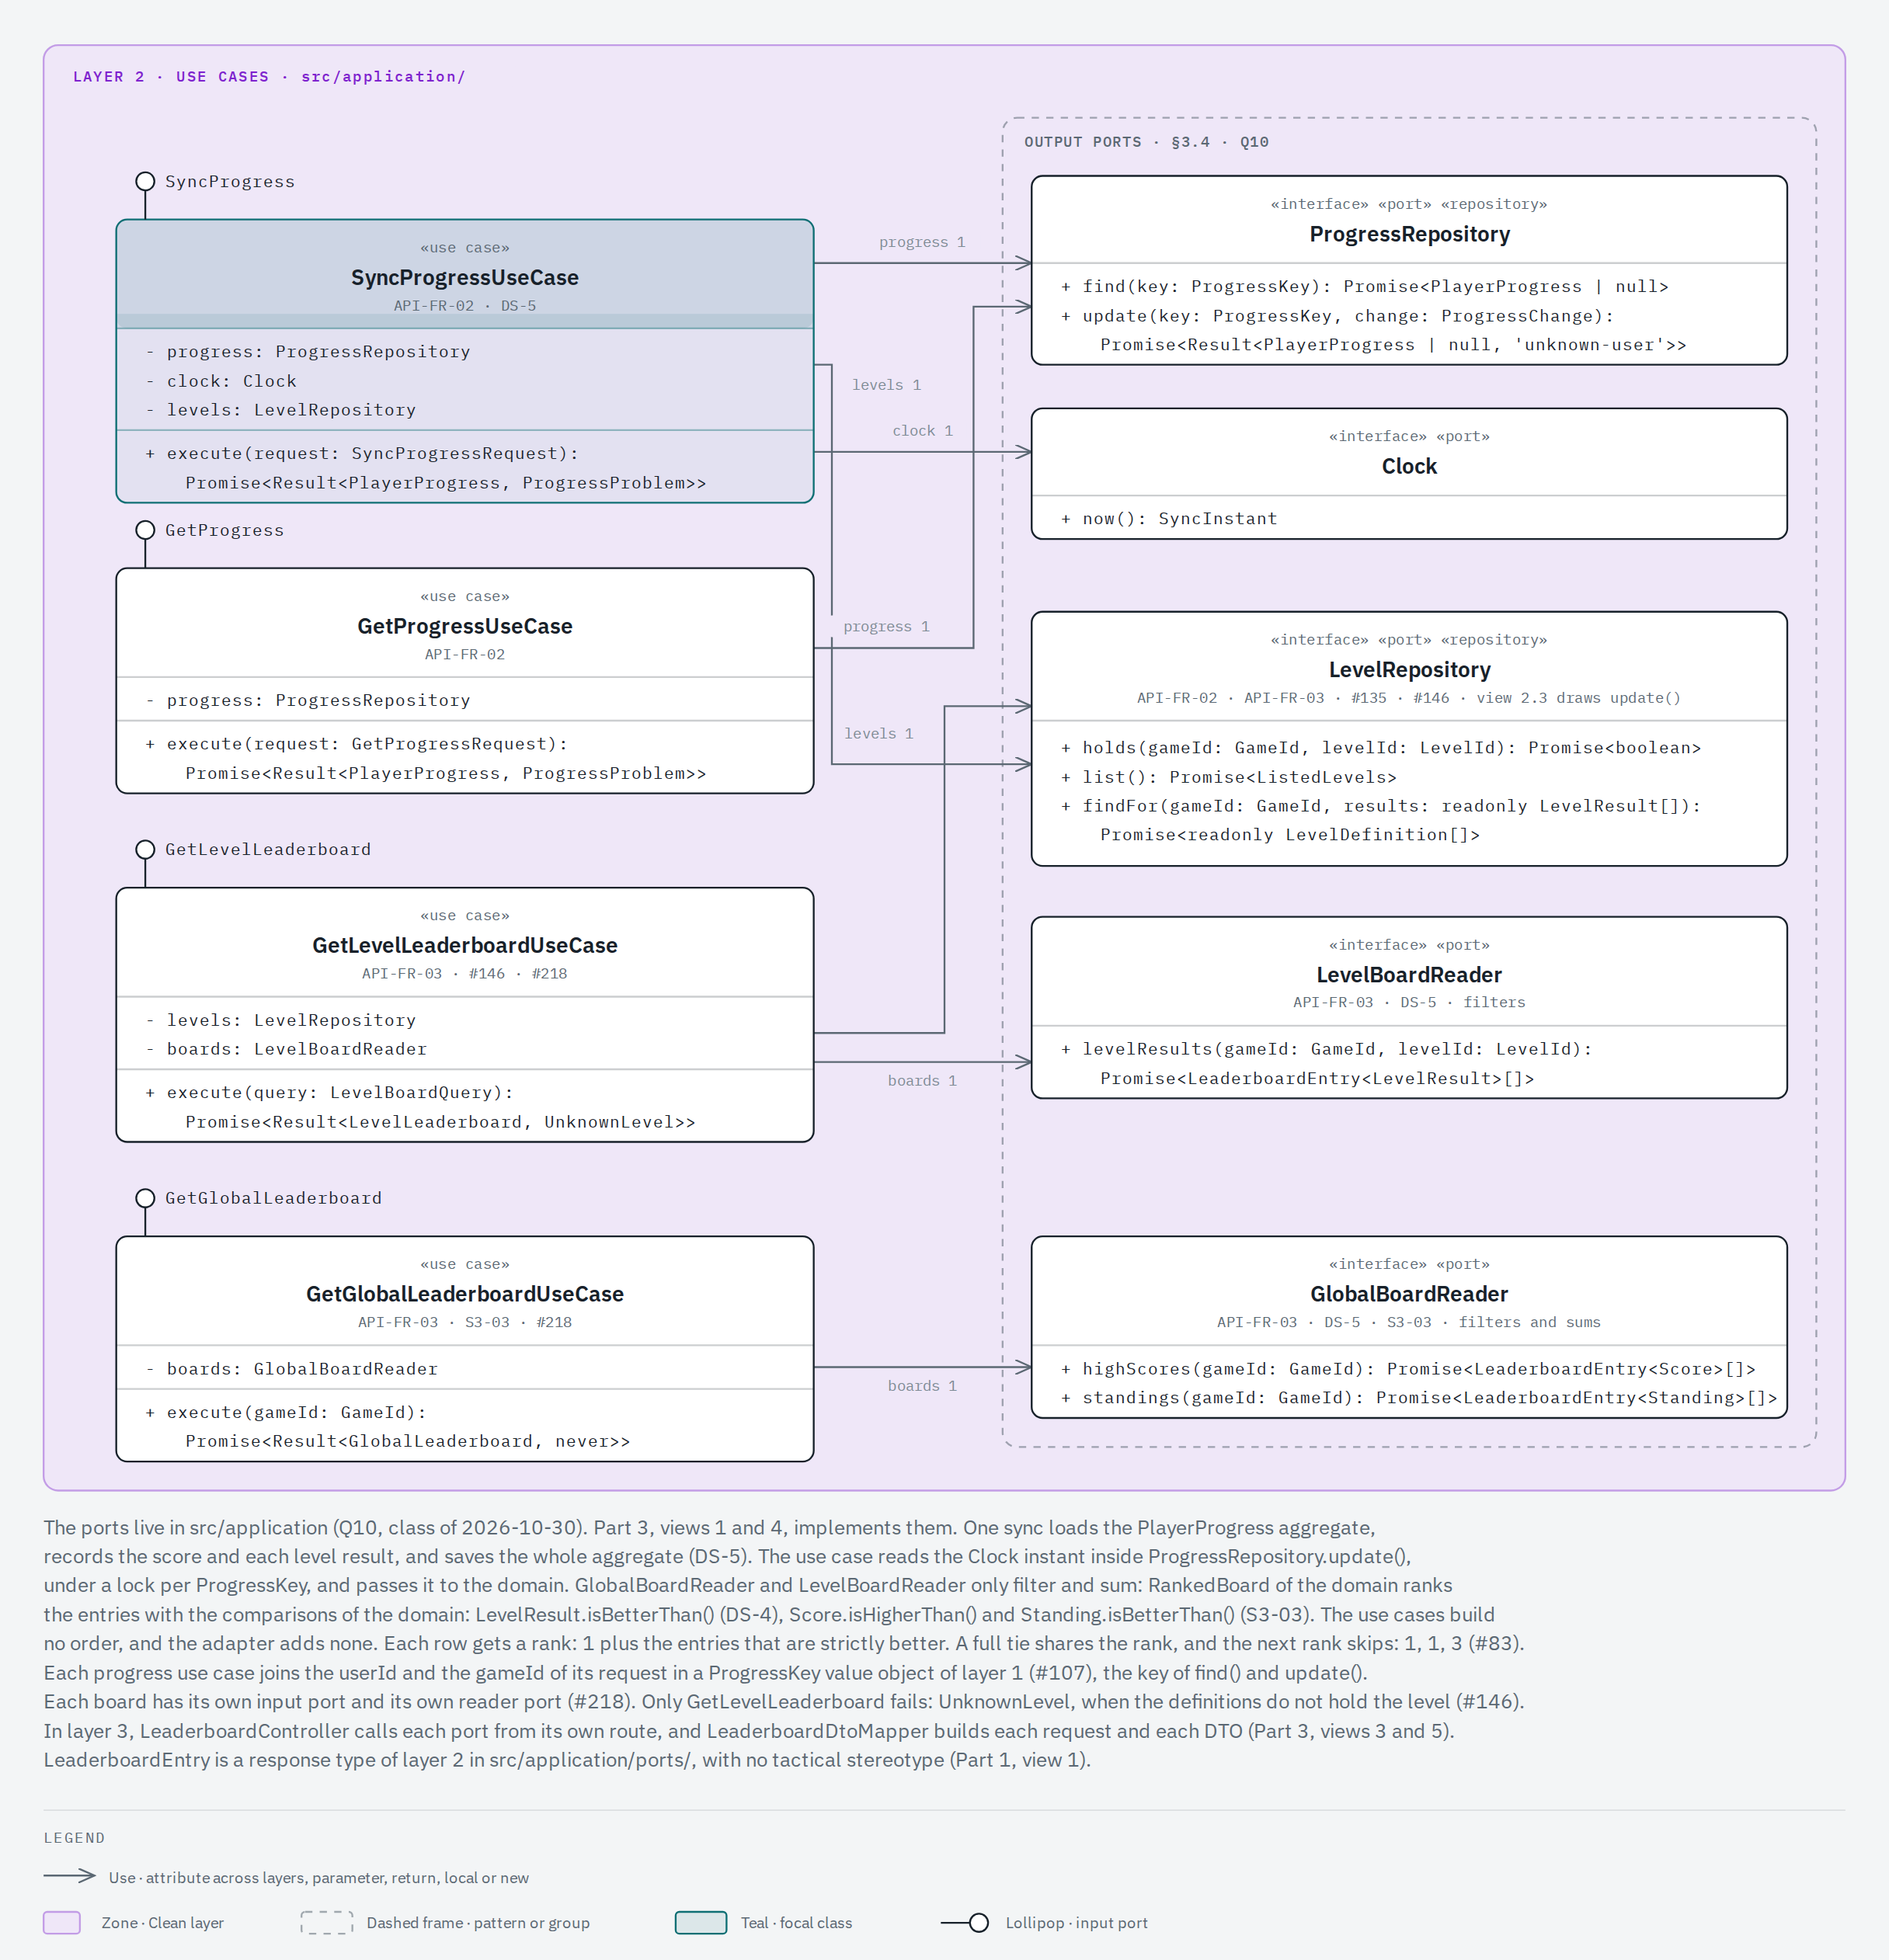 LAYER 2 · USE CASES · src/application/
OUTPUT PORTS · §3.4 · Q10
SyncProgress
«use case»
SyncProgressUseCase
API-FR-02 · DS-5
- progress: ProgressRepository
- clock: Clock
- levels: LevelRepository
+ execute(request: SyncProgressRequest):
Promise<Result<PlayerProgress, ProgressProblem>>
GetProgress
«use case»
GetProgressUseCase
API-FR-02
- progress: ProgressRepository
+ execute(request: GetProgressRequest):
Promise<Result<PlayerProgress, ProgressProblem>>
GetLevelLeaderboard
«use case»
GetLevelLeaderboardUseCase
API-FR-03 · #146 · #218
- levels: LevelRepository
- boards: LevelBoardReader
+ execute(query: LevelBoardQuery):
Promise<Result<LevelLeaderboard, UnknownLevel>>
GetGlobalLeaderboard
«use case»
GetGlobalLeaderboardUseCase
API-FR-03 · S3-03 · #218
- boards: GlobalBoardReader
+ execute(gameId: GameId):
Promise<Result<GlobalLeaderboard, never>>
progress 1
levels 1
clock 1
progress 1
levels 1
boards 1
boards 1
«interface» «port» «repository»
ProgressRepository
+ find(key: ProgressKey): Promise<PlayerProgress | null>
+ update(key: ProgressKey, change: ProgressChange):
Promise<Result<PlayerProgress | null, 'unknown-user'>>
«interface» «port»
Clock
+ now(): SyncInstant
«interface» «port» «repository»
LevelRepository
API-FR-02 · API-FR-03 · #135 · #146 · view 2.3 draws update()
+ holds(gameId: GameId, levelId: LevelId): Promise<boolean>
+ list(): Promise<ListedLevels>
+ findFor(gameId: GameId, results: readonly LevelResult[]):
Promise<readonly LevelDefinition[]>
«interface» «port»
LevelBoardReader
API-FR-03 · DS-5 · filters
+ levelResults(gameId: GameId, levelId: LevelId):
Promise<LeaderboardEntry<LevelResult>[]>
«interface» «port»
GlobalBoardReader
API-FR-03 · DS-5 · S3-03 · filters and sums
+ highScores(gameId: GameId): Promise<LeaderboardEntry<Score>[]>
+ standings(gameId: GameId): Promise<LeaderboardEntry<Standing>[]>
The ports live in src/application (Q10, class of 2026-10-30). Part 3, views 1 and 4, implements them. One sync loads the PlayerProgress aggregate,
records the score and each level result, and saves the whole aggregate (DS-5). The use case reads the Clock instant inside ProgressRepository.update(),
under a lock per ProgressKey, and passes it to the domain. GlobalBoardReader and LevelBoardReader only filter and sum: RankedBoard of the domain ranks
the entries with the comparisons of the domain: LevelResult.isBetterThan() (DS-4), Score.isHigherThan() and Standing.isBetterThan() (S3-03). The use cases build
no order, and the adapter adds none. Each row gets a rank: 1 plus the entries that are strictly better. A full tie shares the rank, and the next rank skips: 1, 1, 3 (#83).
Each progress use case joins the userId and the gameId of its request in a ProgressKey value object of layer 1 (#107), the key of find() and update().
Each board has its own input port and its own reader port (#218). Only GetLevelLeaderboard fails: UnknownLevel, when the definitions do not hold the level (#146).
In layer 3, LeaderboardController calls each port from its own route, and LeaderboardDtoMapper builds each request and each DTO (Part 3, views 3 and 5).
LeaderboardEntry is a response type of layer 2 in src/application/ports/, with no tactical stereotype (Part 1, view 1).
LEGEND
Use · attribute across layers, parameter, return, local or new
Zone · Clean layer
Dashed frame · pattern or group
Teal · focal class
Lollipop · input port